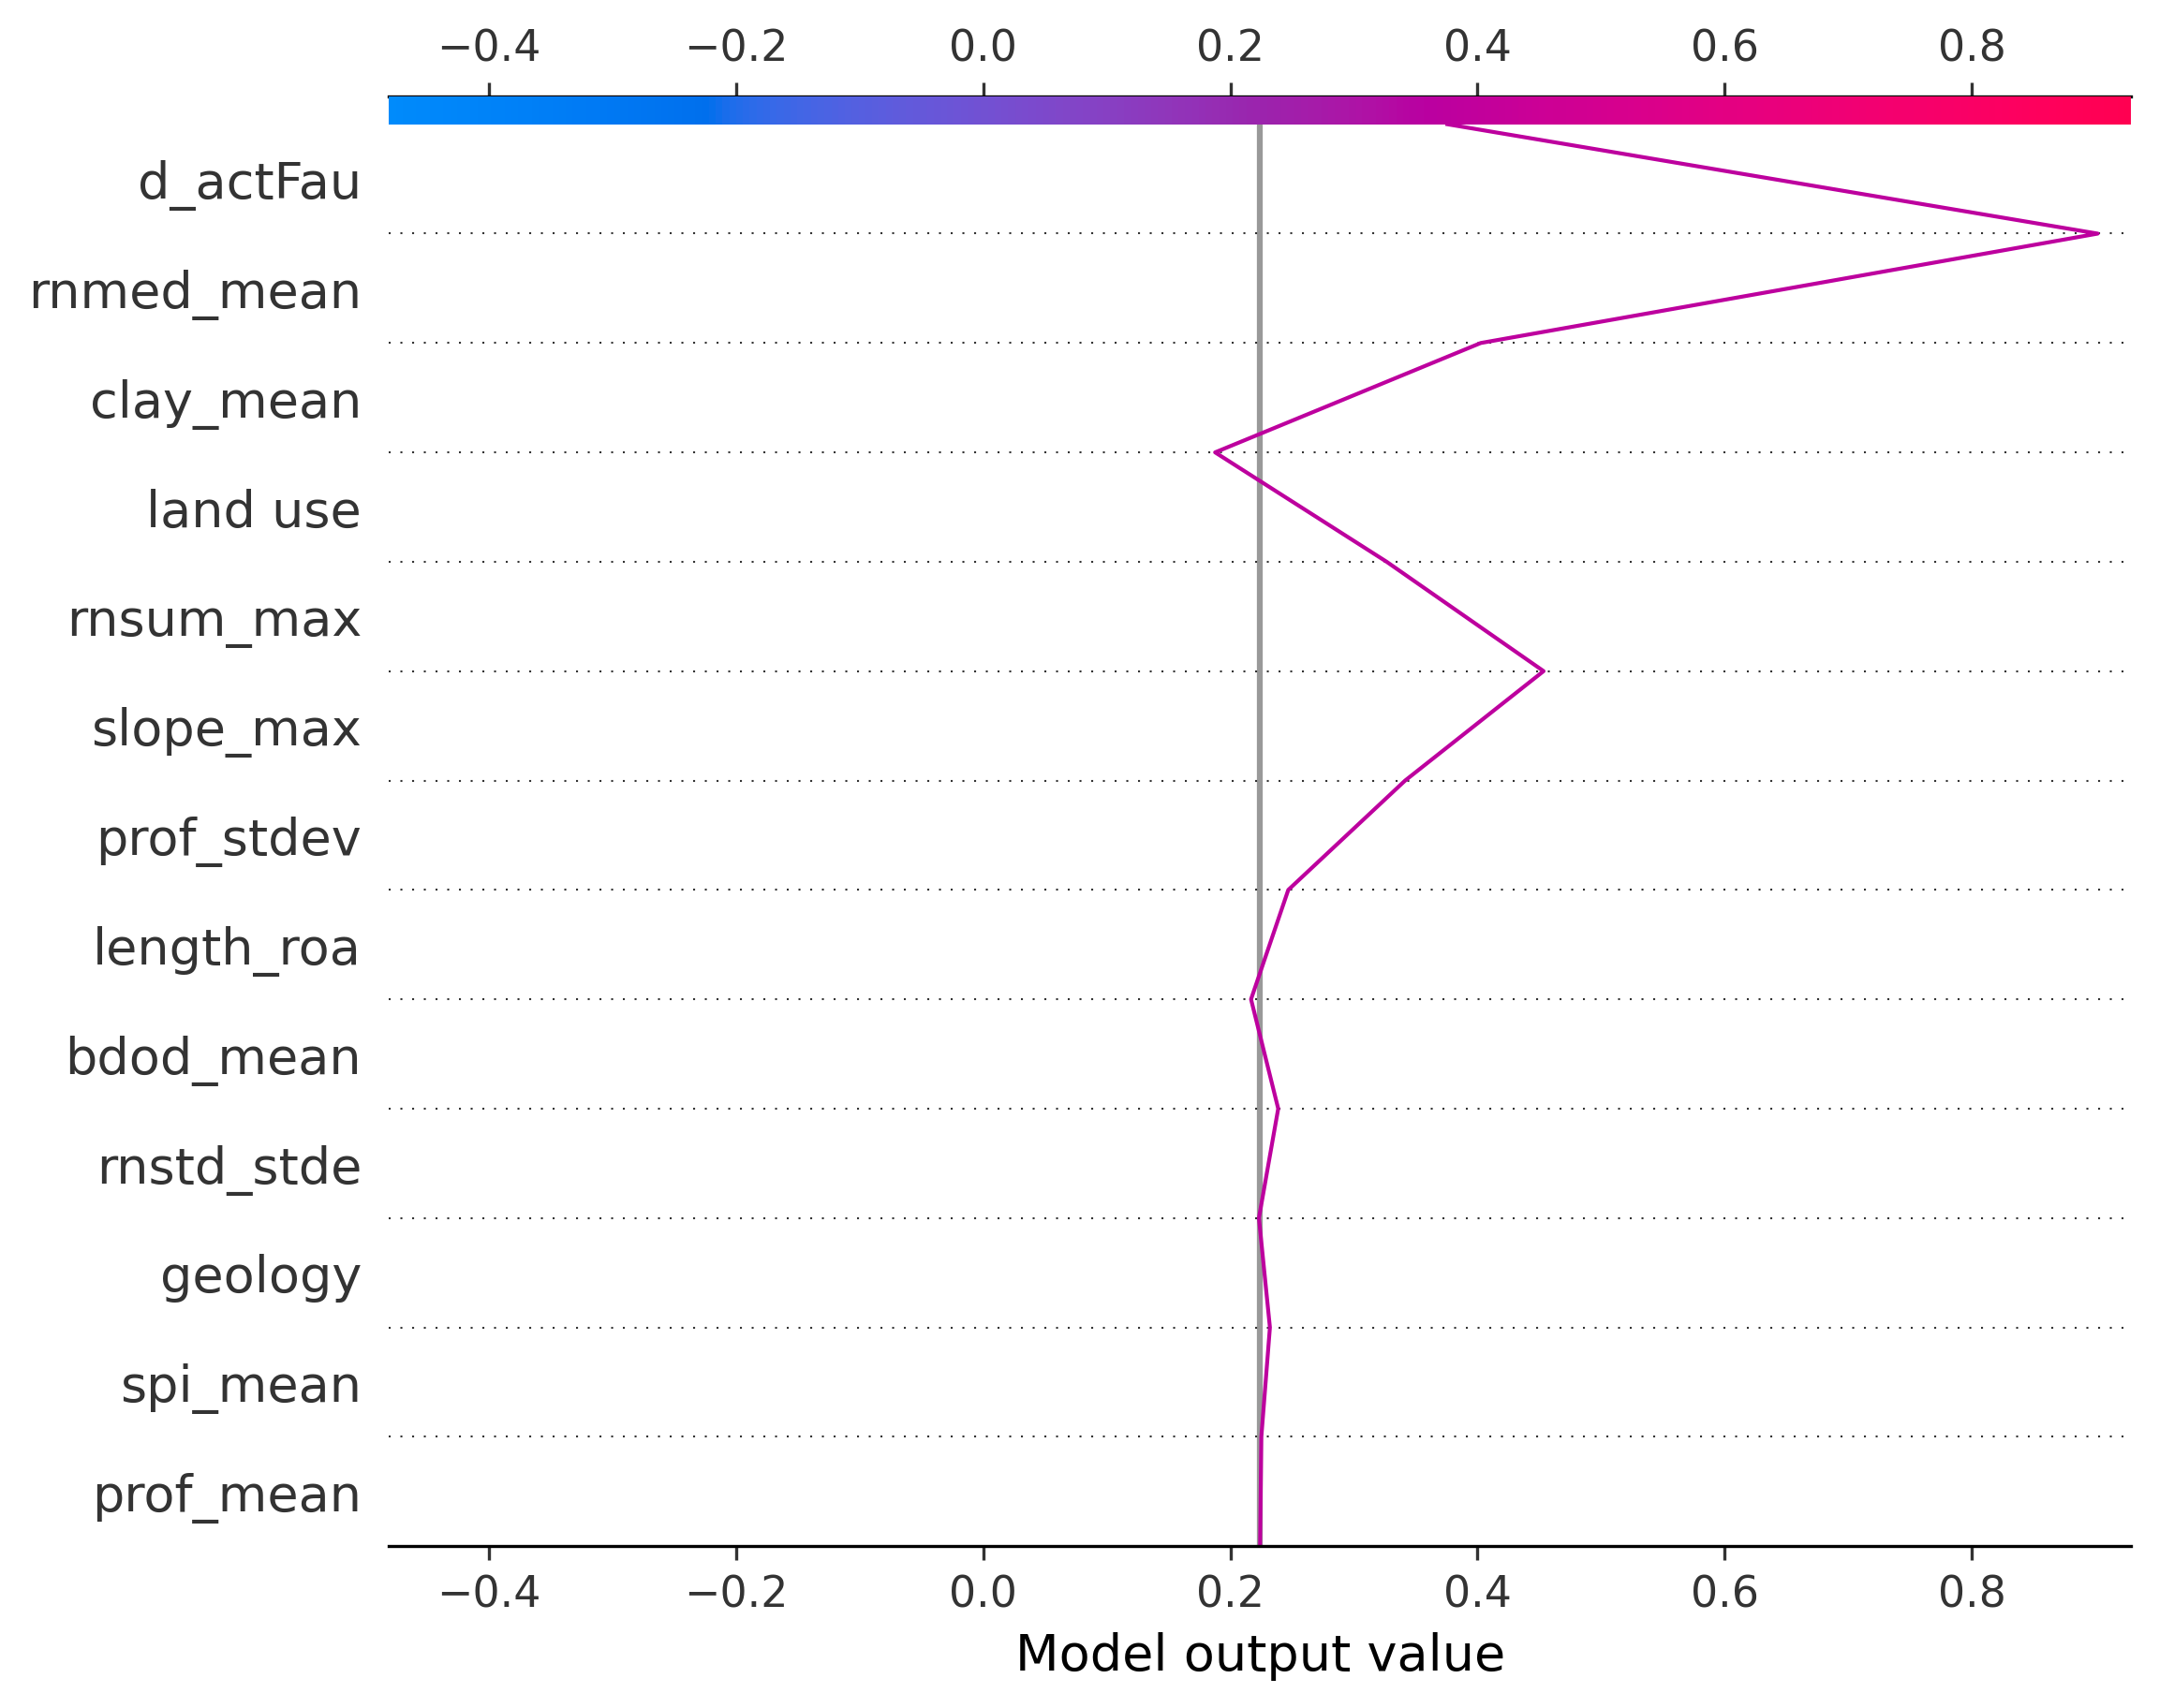 −0.4 −0.2 0.0 0.2 0.4 0.6 0.8
d_actFau
rnmed_mean
clay_mean
land use
rnsum_max
slope_max
prof_stdev
length_roa
bdod_mean
rnstd_stde
geology
spi_mean
prof_mean
−0.4 −0.2 0.0 0.2 0.4 0.6 0.8
Model output value